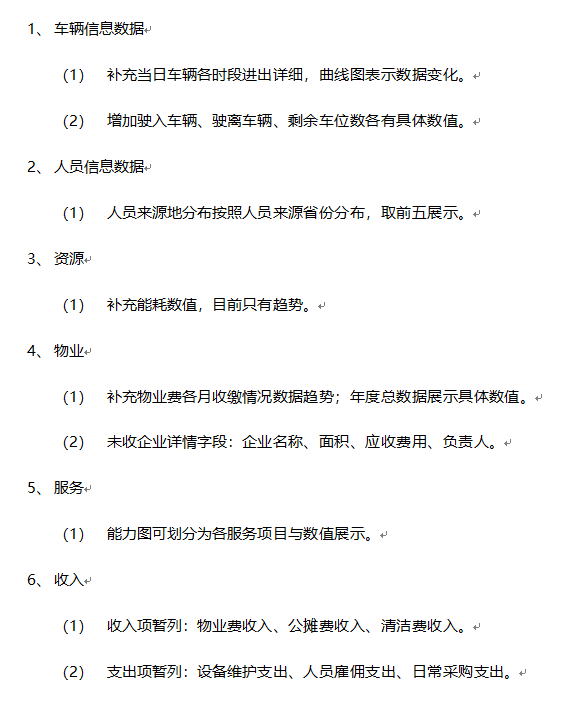 1、 车辆信息数据
（1） 补充当日车辆各时段进出详细，曲线图表示数据变化。
（2） 增加驶入车辆、驶离车辆、剩余车位数各有具体数值。
2、 人员信息数据
（1） 人员来源地分布按照人员来源省份分布，取前五展示。
3、 资源
（1） 补充能耗数值，目前只有趋势。
4、 物业
（1） 补充物业费各月收缴情况数据趋势；年度总数据展示具体数值。
（2） 未收企业详情字段：企业名称、面积、应收费用、负责人。
5、 服务
（1） 能力图可划分为各服务项目与数值展示。
6、 收入
（1） 收入项暂列：物业费收入、公摊费收入、清洁费收入。
（2） 支出项暂列：设备维护支出、人员雇佣支出、日常采购支出。